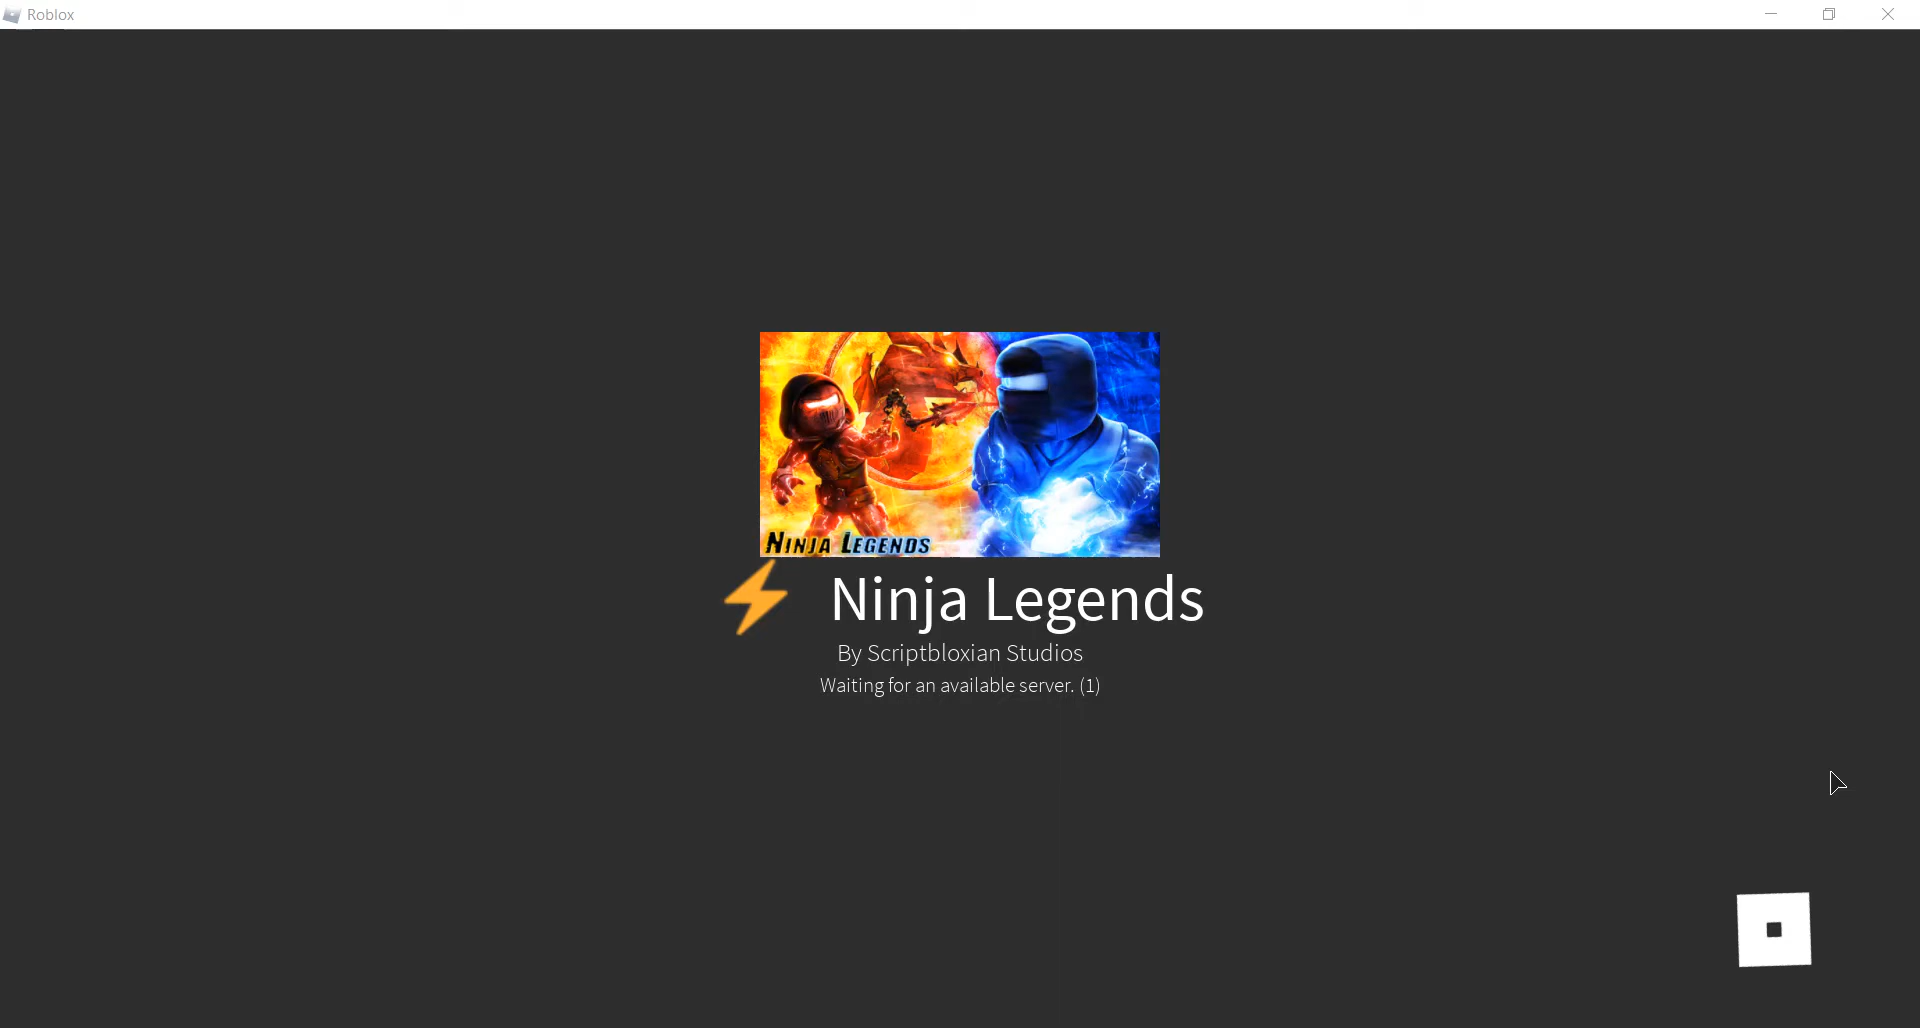 Roblox
NINJA LEGENDS
⚡ Ninja Legends
By Scriptbloxian Studios
Waiting for an available server. (1)